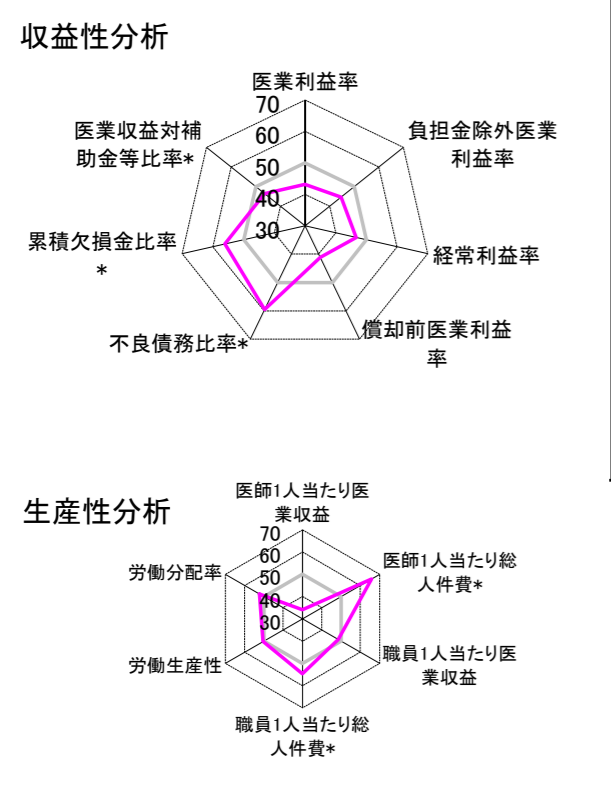 収益性分析
医業利益率
負担金除外医業
利益率
経常利益率
償却前医業利益
率
不良債務比率*
累積欠損金比率
*
医業収益対補
助金等比率*
70
60
50
40
30
生産性分析
医師1人当たり医
業収益
医師1人当たり総
人件費*
職員1人当たり医
業収益
職員1人当たり総
人件費*
労働生産性
労働分配率
70
60
50
40
30